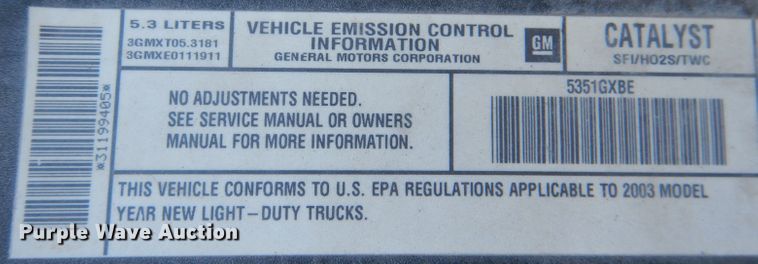 *31199405*
5.3 LITERS
3GMXT05.3181
3GMXE0111911
VEHICLE EMISSION CONTROL
INFORMATION
GENERAL MOTORS CORPORATION
GM
CATALYST
SFI/HO2S/TWC
NO ADJUSTMENTS NEEDED.
SEE SERVICE MANUAL OR OWNERS
MANUAL FOR MORE INFORMATION.
5351GXBE
THIS VEHICLE CONFORMS TO U.S. EPA REGULATIONS APPLICABLE TO 2003 MODEL
YEAR NEW LIGHT-DUTY TRUCKS.
Purple Wave Auction